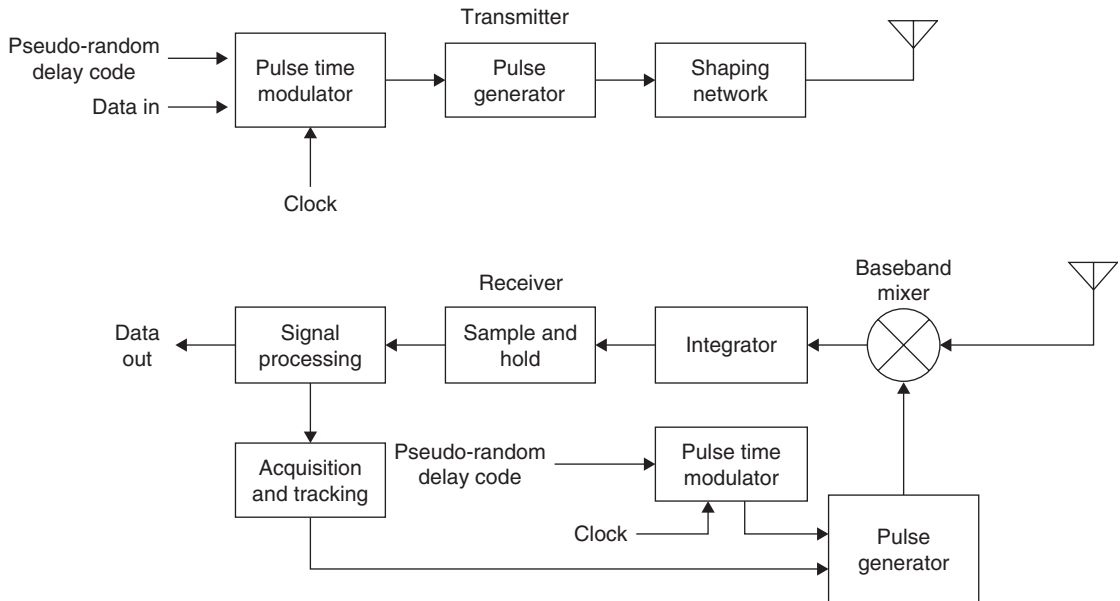 Transmitter
Pseudo-random
delay code
Data in
Pulse time
modulator
Pulse
generator
Shaping
network
Clock
Receiver
Baseband
mixer
Data
out
Signal
processing
Sample and
hold
Integrator
Acquisition
and tracking
Pseudo-random
delay code
Pulse time
modulator
Clock
Pulse
generator